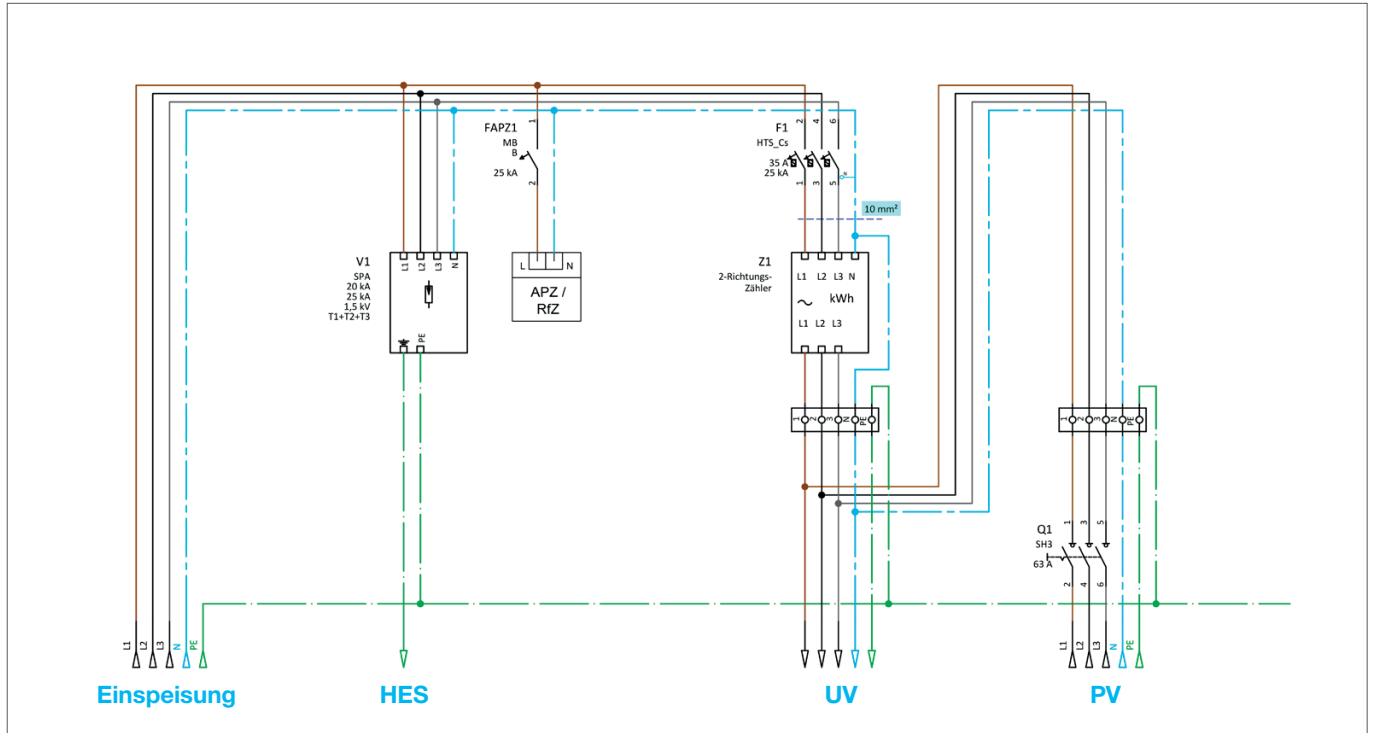 FAPZ1
MB
B
25 kA
1
2
F1
HTS_Cs
35 A
25 kA
2
4
6
1
3
5
N
10 mm²
V1
SPA
20 kA
25 kA
1,5 kV
T1+T2+T3
L1
L2
L3
N
PE
L
N
APZ /
RfZ
Z1
2-Richtungs-
Zähler
L1 L2 L3 N
kWh
L1 L2 L3
1
2
3
N
PE
1
2
3
N
PE
Q1
SH3
63 A
1
3
5
2
4
6
L1
L2
L3
N
PE
L1
L2
L3
N
PE
Einspeisung
HES
UV
PV